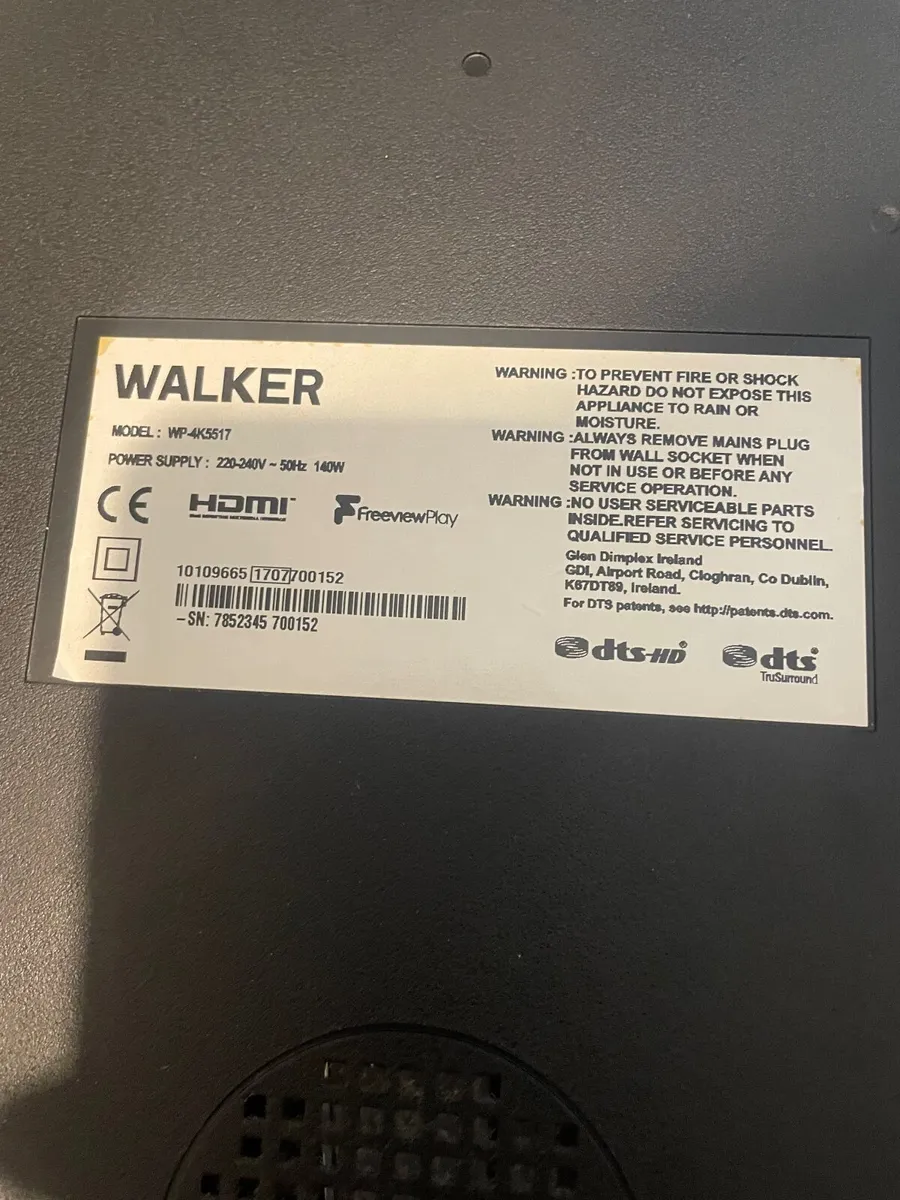 WALKER
MODEL : WP-4K5517
POWER SUPPLY : 220-240V ~ 50Hz 140W
CE
HDMI
FreeviewPlay
10109665 1707 700152
-SN: 7852345 700152
WARNING :TO PREVENT FIRE OR SHOCK
HAZARD DO NOT EXPOSE THIS
APPLIANCE TO RAIN OR
MOISTURE.
WARNING :ALWAYS REMOVE MAINS PLUG
FROM WALL SOCKET WHEN
NOT IN USE OR BEFORE ANY
SERVICE OPERATION.
WARNING :NO USER SERVICEABLE PARTS
INSIDE.REFER SERVICING TO
QUALIFIED SERVICE PERSONNEL.
Glen Dimplex Ireland
GDI, Airport Road, Cloghran, Co Dublin,
K67DT89, Ireland.
For DTS patents, see http://patents.dts.com.
dts-HD®
dts®
TruSurround